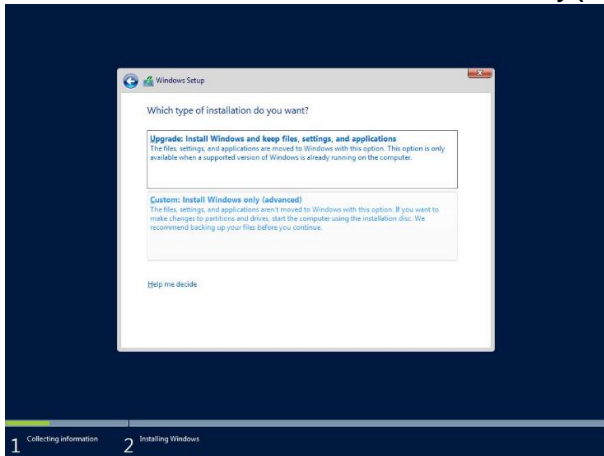 Windows Setup
Which type of installation do you want?
Upgrade: Install Windows and keep files, settings, and applications
The files, settings, and applications are moved to Windows with this option. This option is only
available when a supported version of Windows is already running on the computer.
Custom: Install Windows only (advanced)
The files, settings, and applications aren't moved to Windows with this option. If you want to
make changes to partitions and drives, start the computer using the installation disc. We
recommend backing up your files before you continue.
Help me decide
1 Collecting information 2 Installing Windows